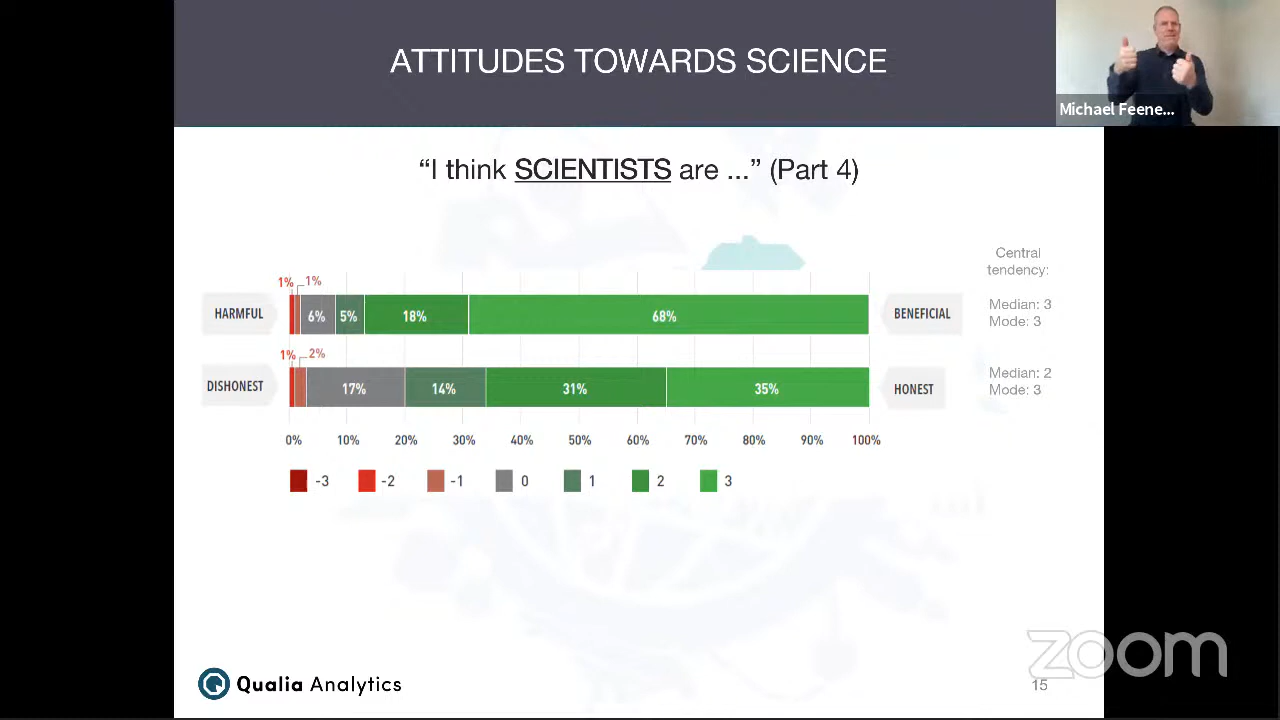 ATTITUDES TOWARDS SCIENCE
Michael Feene...
“I think SCIENTISTS are ...” (Part 4)
Central
tendency:
1% 1%
HARMFUL 6% 5% 18% 68% BENEFICIAL
Median: 3
Mode: 3
1% 2%
DISHONEST 17% 14% 31% 35% HONEST
Median: 2
Mode: 3
0% 10% 20% 30% 40% 50% 60% 70% 80% 90% 100%
-3 -2 -1 0 1 2 3
zoom
Qualia Analytics
15